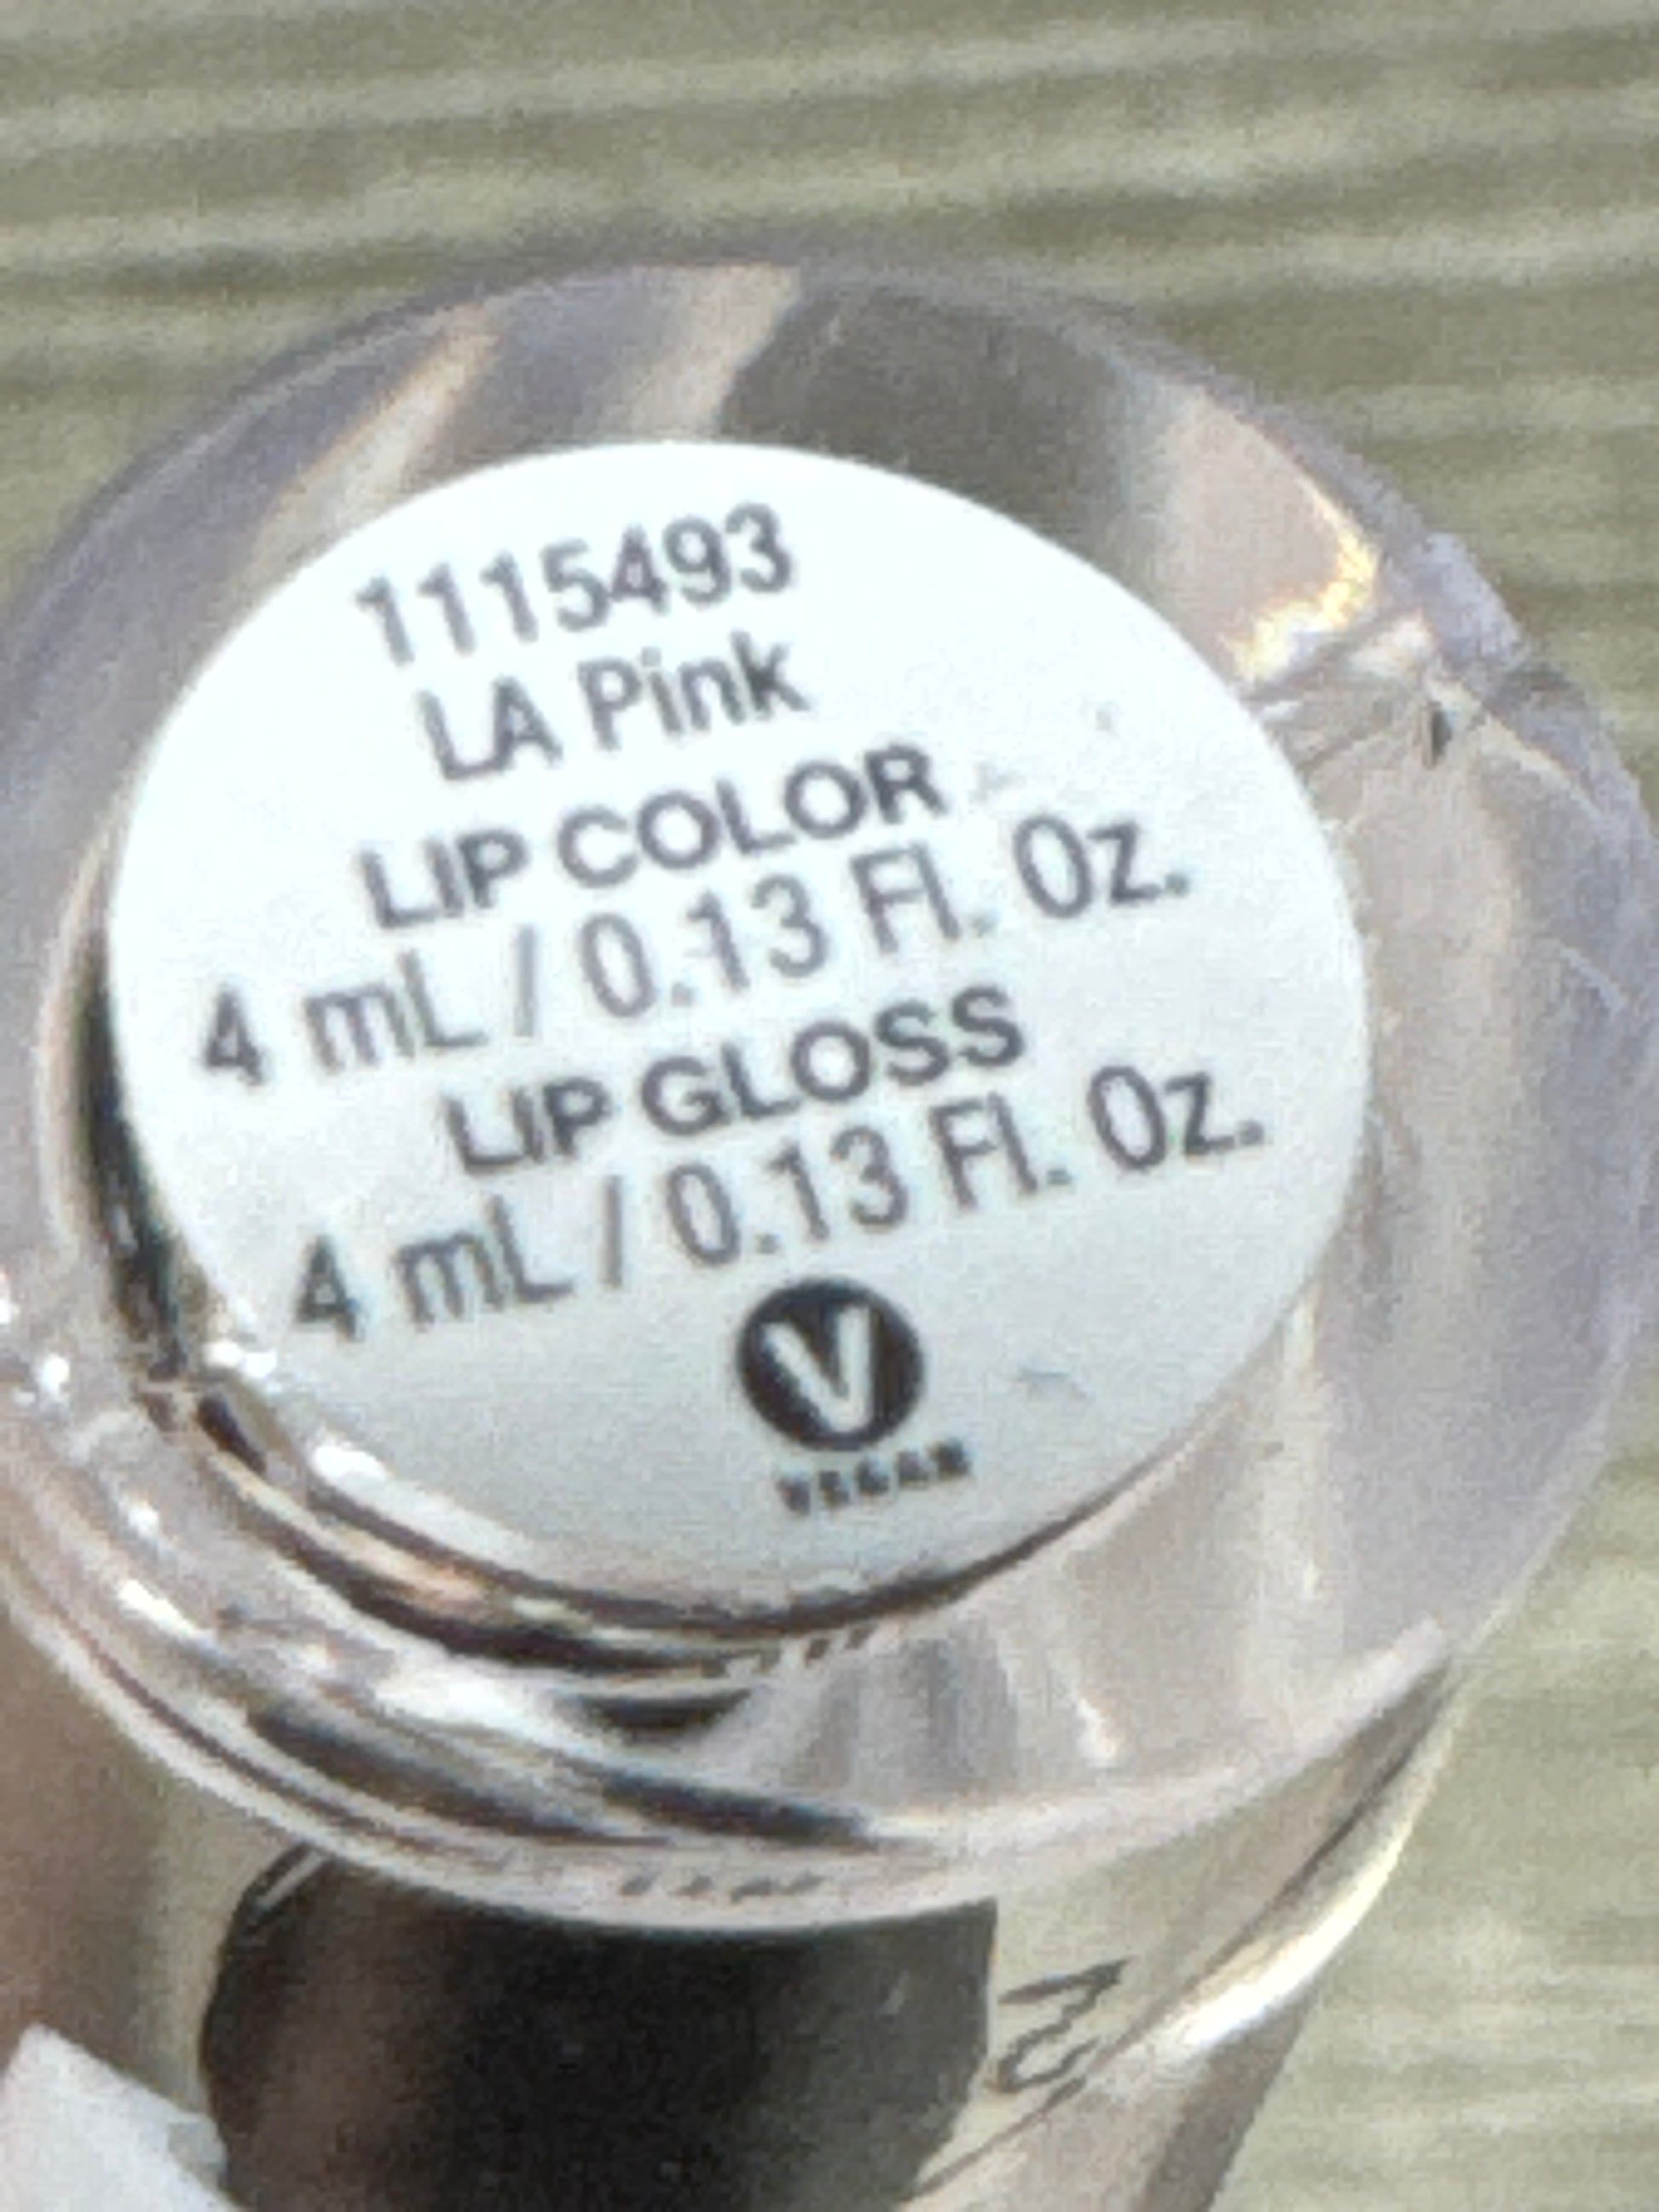 1115493
LA Pink
LIP COLOR
4 mL / 0.13 Fl. Oz.
LIP GLOSS
4 mL / 0.13 Fl. Oz.
V
VEGAN